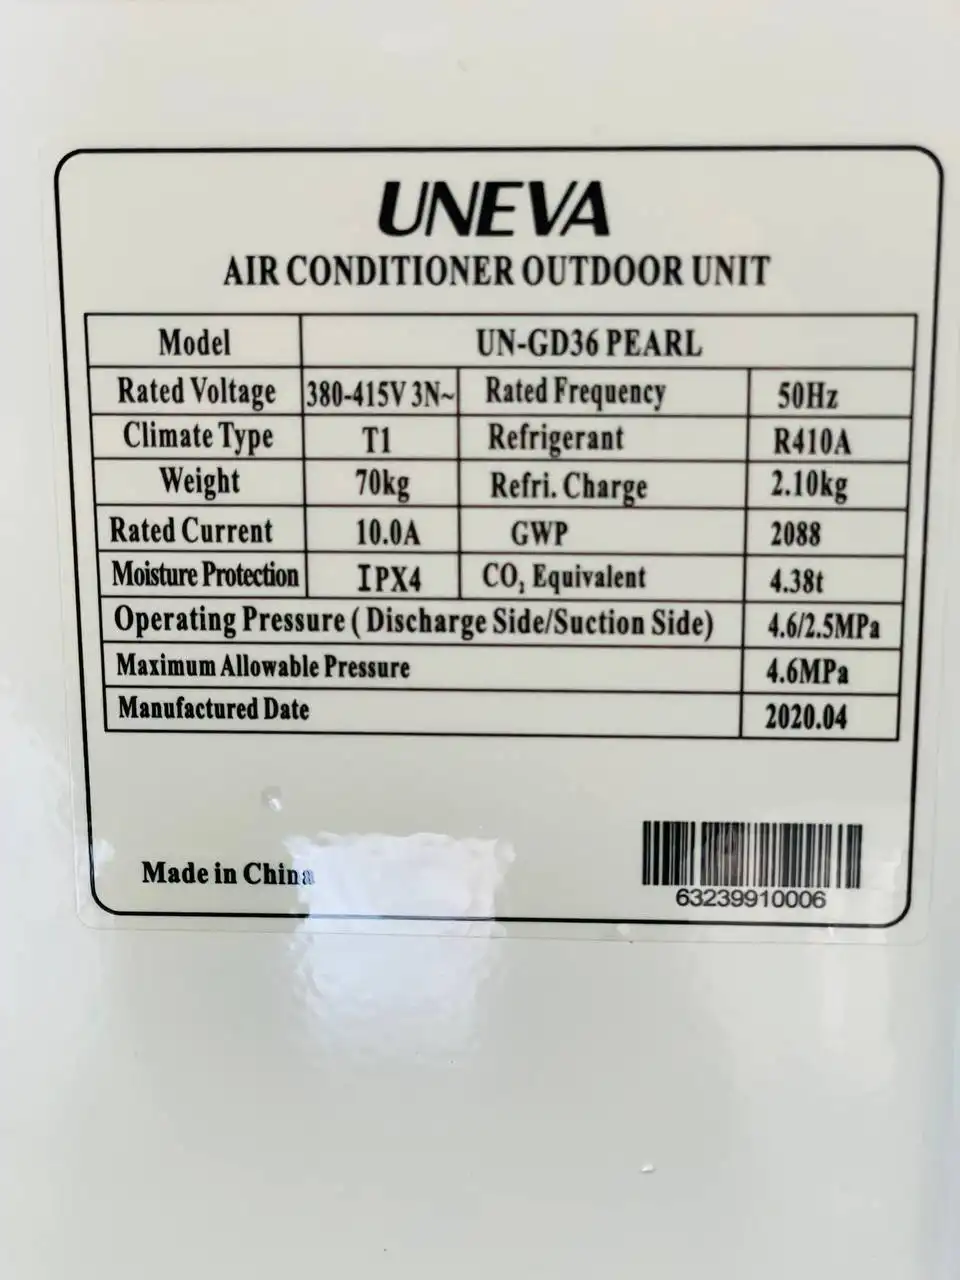 UNEVA
AIR CONDITIONER OUTDOOR UNIT
Model UN-GD36 PEARL
Rated Voltage 380-415V 3N~ Rated Frequency 50Hz
Climate Type T1 Refrigerant R410A
Weight 70kg Refri. Charge 2.10kg
Rated Current 10.0A GWP 2088
Moisture Protection IPX4 CO₂ Equivalent 4.38t
Operating Pressure ( Discharge Side/Suction Side) 4.6/2.5MPa
Maximum Allowable Pressure 4.6MPa
Manufactured Date 2020.04
Made in China
63239910006